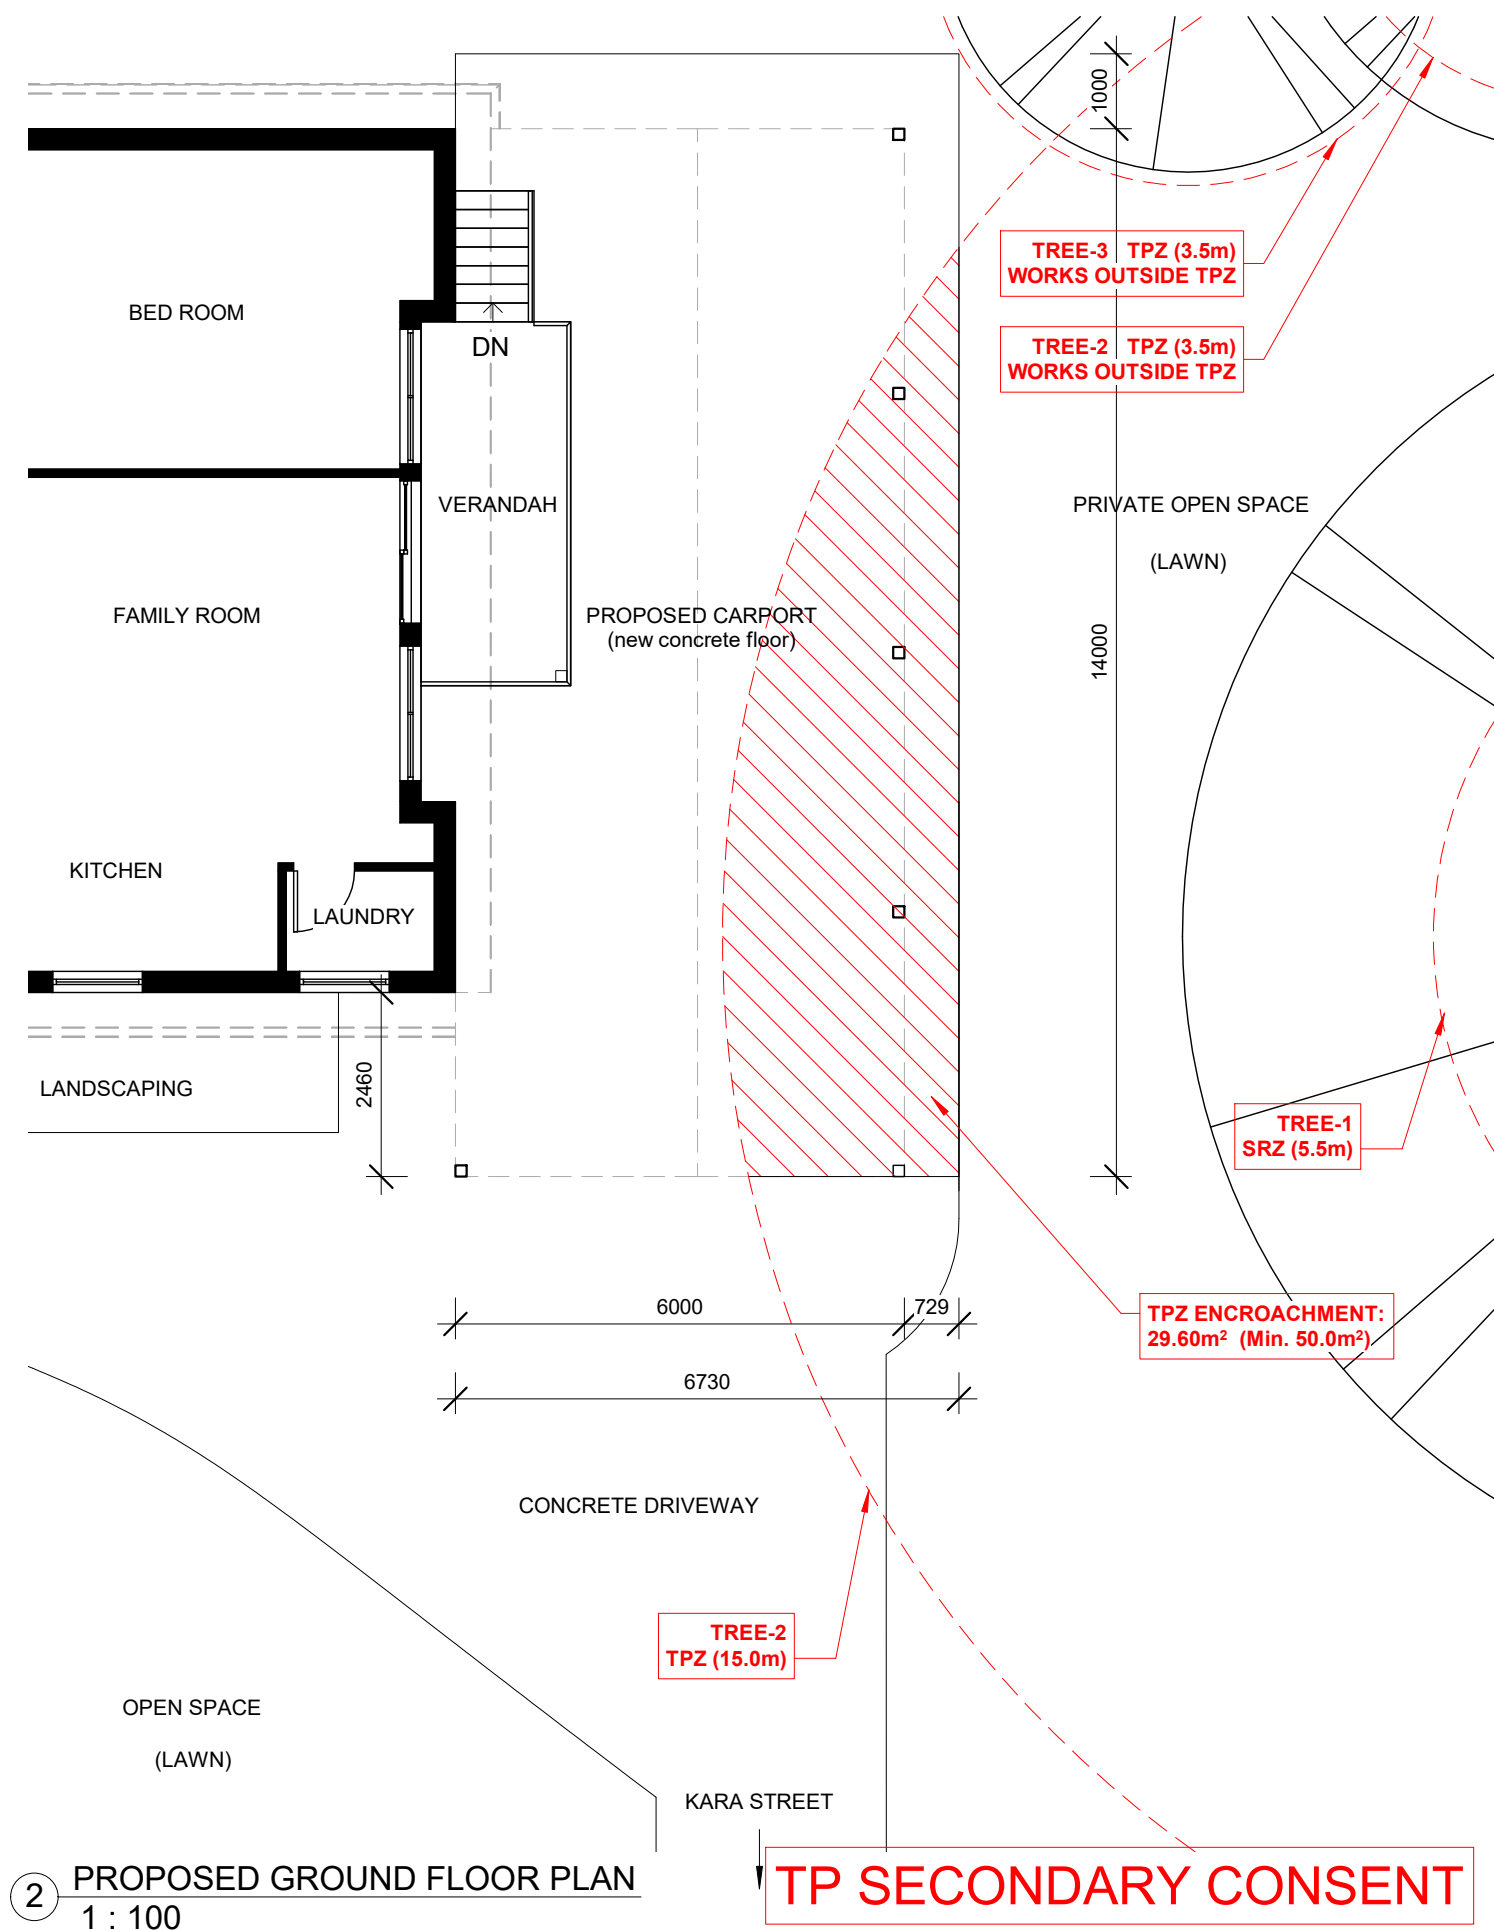 1000
TREE-3 TPZ (3.5m)
WORKS OUTSIDE TPZ
BED ROOM
DN
TREE-2 TPZ (3.5m)
WORKS OUTSIDE TPZ
VERANDAH
PRIVATE OPEN SPACE
(LAWN)
FAMILY ROOM
PROPOSED CARPORT
(new concrete floor)
14000
KITCHEN
LAUNDRY
LANDSCAPING
2460
TREE-1
SRZ (5.5m)
6000
729
TPZ ENCROACHMENT:
29.60m² (Min. 50.0m²)
6730
CONCRETE DRIVEWAY
TREE-2
TPZ (15.0m)
OPEN SPACE
(LAWN)
KARA STREET
2 PROPOSED GROUND FLOOR PLAN
1 : 100
TP SECONDARY CONSENT